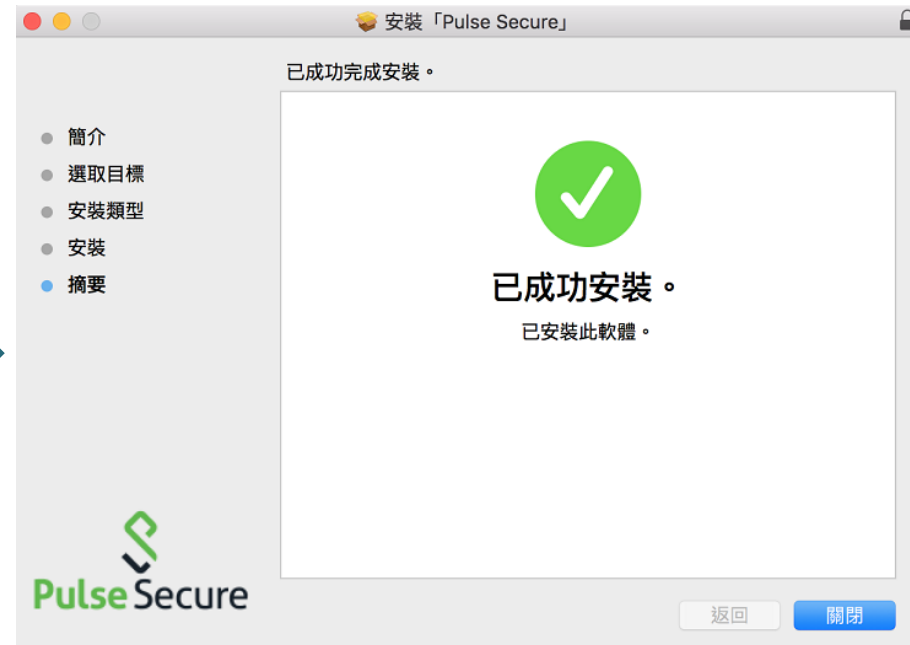 安裝「Pulse Secure」
已成功完成安裝。
簡介
選取目標
安裝類型
安裝
摘要
已成功安裝。
已安裝此軟體。
Pulse Secure
返回
關閉